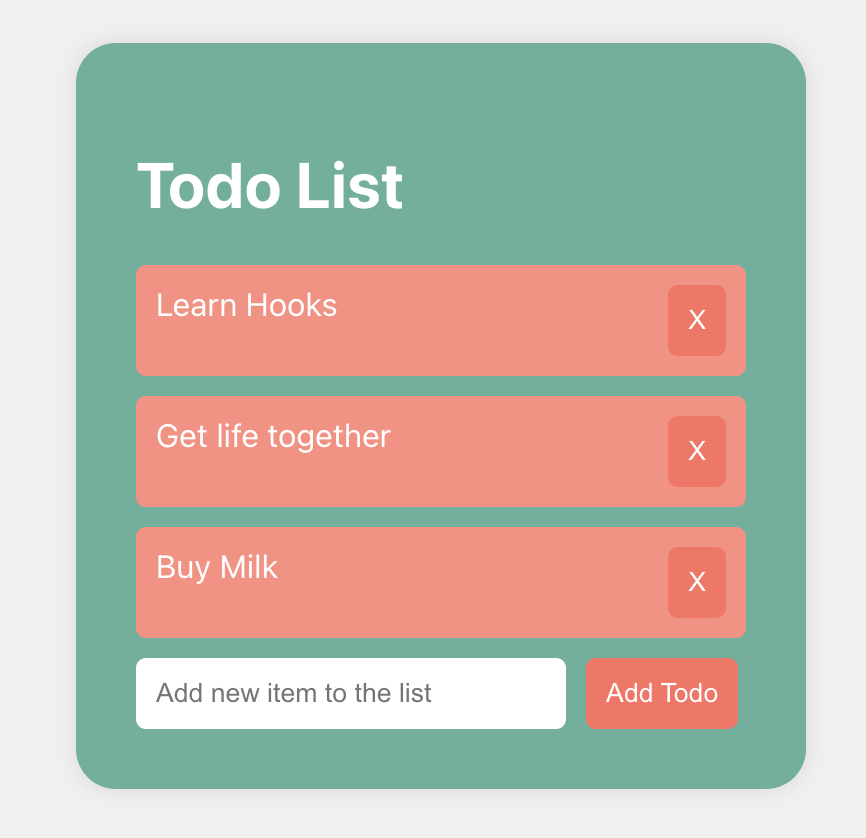 Todo List
Learn Hooks
X
Get life together
X
Buy Milk
X
Add new item to the list
Add Todo